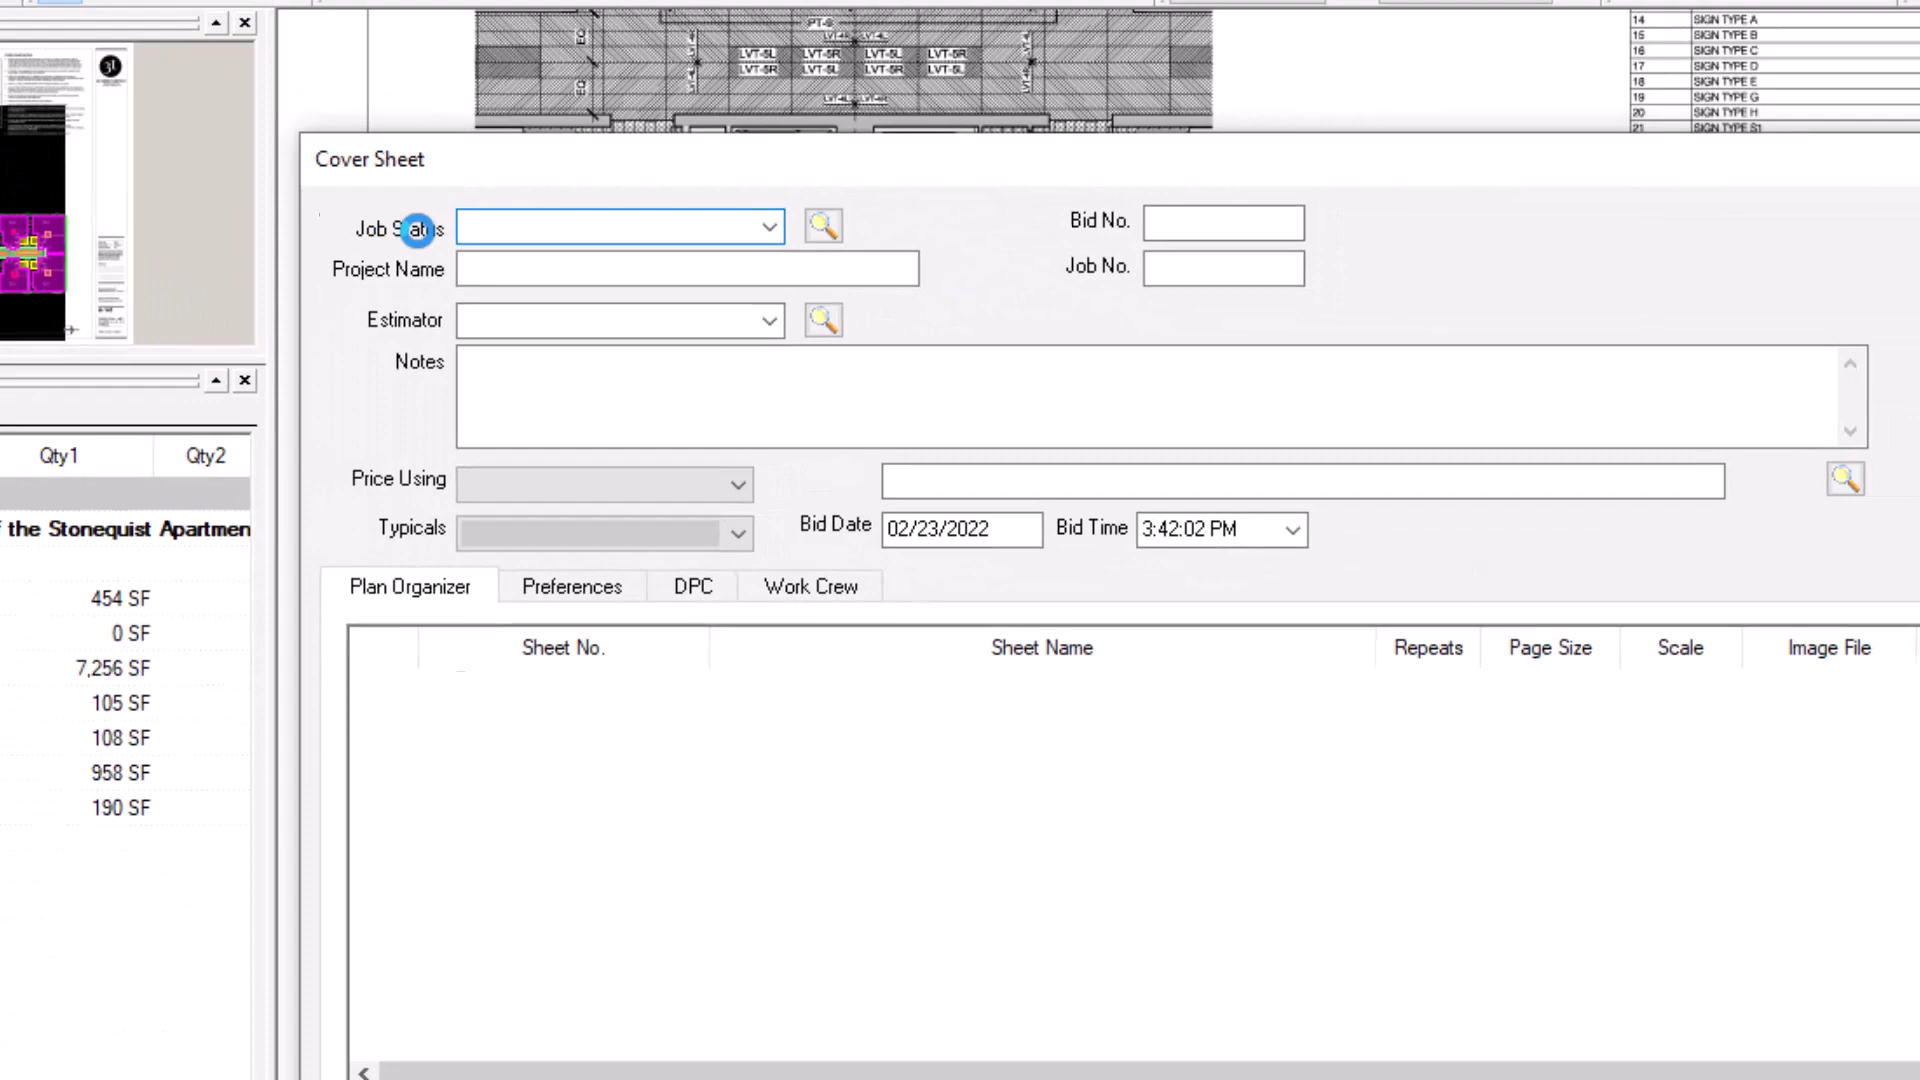 31
PT-8
EQ
EQ
LVT-5L LVT-5R LVT-5L LVT-5R
LVT-5R LVT-5L LVT-5R LVT-5L
14 SIGN TYPE A
15 SIGN TYPE B
16 SIGN TYPE C
17 SIGN TYPE D
18 SIGN TYPE E
19 SIGN TYPE G
20 SIGN TYPE H
21 SIGN TYPE S1
Cover Sheet
Job Status
Bid No.
Project Name
Job No.
Estimator
Notes
Price Using
Typicals
Bid Date 02/23/2022 Bid Time 3:42:02 PM
Plan Organizer Preferences DPC Work Crew
Sheet No. Sheet Name Repeats Page Size Scale Image File
Qty1 Qty2
f the Stonequist Apartmen
454 SF
0 SF
7,256 SF
105 SF
108 SF
958 SF
190 SF